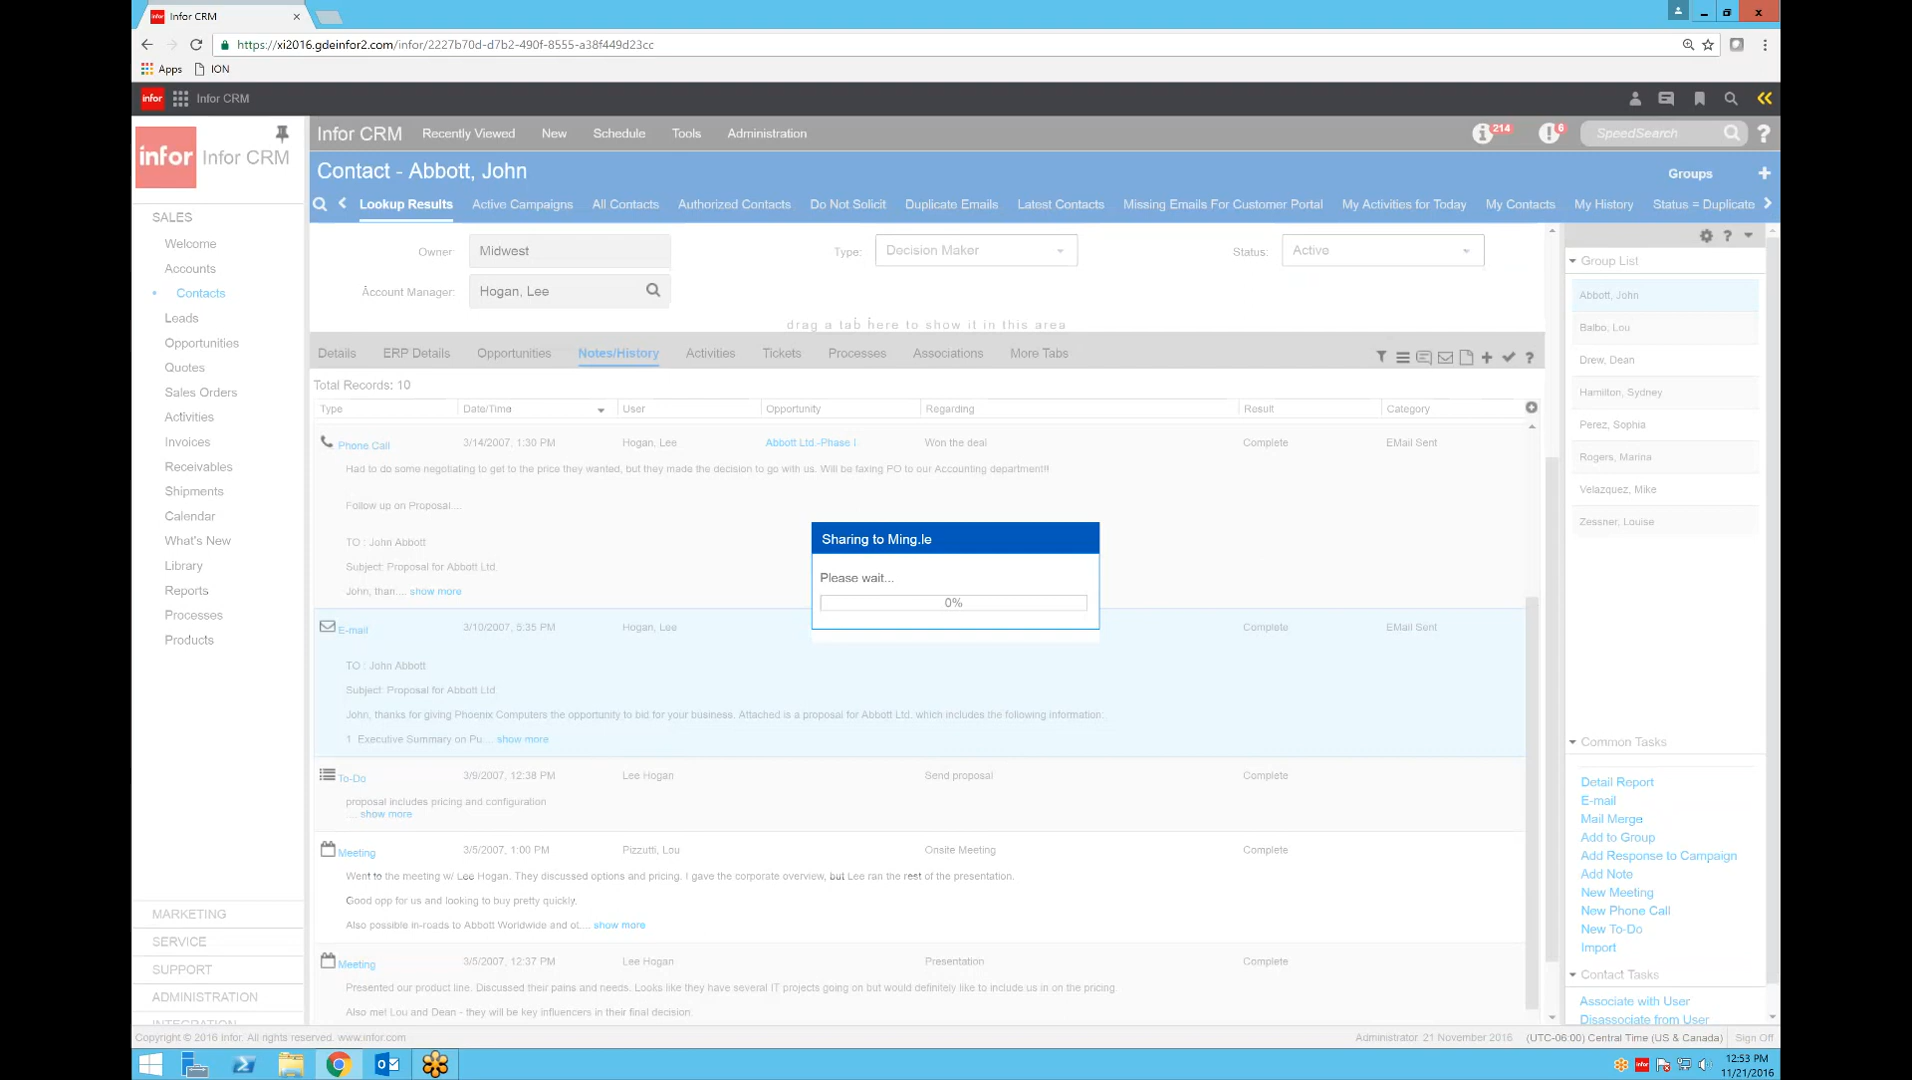 Infor CRM
https://xi2016.gdeinfor2.com/infor/2227b70d-d7b2-490f-8555-a38f449d23cc
Apps ION
infor Infor CRM
infor Infor CRM
Infor CRM Recently Viewed New Schedule Tools Administration 214 6 SpeedSearch ?
Contact - Abbott, John Groups
Lookup Results Active Campaigns All Contacts Authorized Contacts Do Not Solicit Duplicate Emails Latest Contacts Missing Emails For Customer Portal My Activities for Today My Contacts My History Status = Duplicate
SALES
Welcome
Accounts
Contacts
Leads
Opportunities
Quotes
Sales Orders
Activities
Invoices
Receivables
Shipments
Calendar
What's New
Library
Reports
Processes
Products
MARKETING
SERVICE
SUPPORT
ADMINISTRATION
INTEGRATION
Owner: Midwest Type: Decision Maker Status: Active
Account Manager: Hogan, Lee
drag a tab here to show it in this area
Details ERP Details Opportunities Notes/History Activities Tickets Processes Associations More Tabs ?
Total Records: 10
Type Date/Time User Opportunity Regarding Result Category
Phone Call 3/14/2007, 1:30 PM Hogan, Lee Abbott Ltd.-Phase I Won the deal Complete EMail Sent
Had to do some negotiating to get to the price they wanted, but they made the decision to go with us. Will be faxing PO to our Accounting department!!
Follow up on Proposal....
TO : John Abbott
Subject: Proposal for Abbott Ltd.
John, than.... show more
E-mail 3/10/2007, 5:35 PM Hogan, Lee Complete EMail Sent
TO : John Abbott
Subject: Proposal for Abbott Ltd.
John, thanks for giving Phoenix Computers the opportunity to bid for your business. Attached is a proposal for Abbott Ltd. which includes the following information:
1 Executive Summary on Pu.... show more
To-Do 3/9/2007, 12:38 PM Lee Hogan Send proposal Complete
proposal includes pricing and configuration
.... show more
Meeting 3/5/2007, 1:00 PM Pizzutti, Lou Onsite Meeting Complete
Went to the meeting w/ Lee Hogan. They discussed options and pricing. I gave the corporate overview, but Lee ran the rest of the presentation.
Good opp for us and looking to buy pretty quickly.
Also possible in-roads to Abbott Worldwide and ot.... show more
Meeting 3/5/2007, 12:37 PM Lee Hogan Presentation Complete
Presented our product line. Discussed their pains and needs. Looks like they have several IT projects going on but would definitely like to include us in on the pricing.
Also met Lou and Dean - they will be key influencers in their final decision.
Sharing to Ming.le
Please wait...
0%
?
Group List
Abbott, John
Balbo, Lou
Drew, Dean
Hamilton, Sydney
Perez, Sophia
Rogers, Marina
Velazquez, Mike
Zessner, Louise
Common Tasks
Detail Report
E-mail
Mail Merge
Add to Group
Add Response to Campaign
Add Note
New Meeting
New Phone Call
New To-Do
Import
Contact Tasks
Associate with User
Disassociate from User
Copyright © 2016 Infor. All rights reserved. www.infor.com Administrator 21 November 2016 (UTC-06:00) Central Time (US & Canada) Sign Off
infor
12:53 PM
11/21/2016